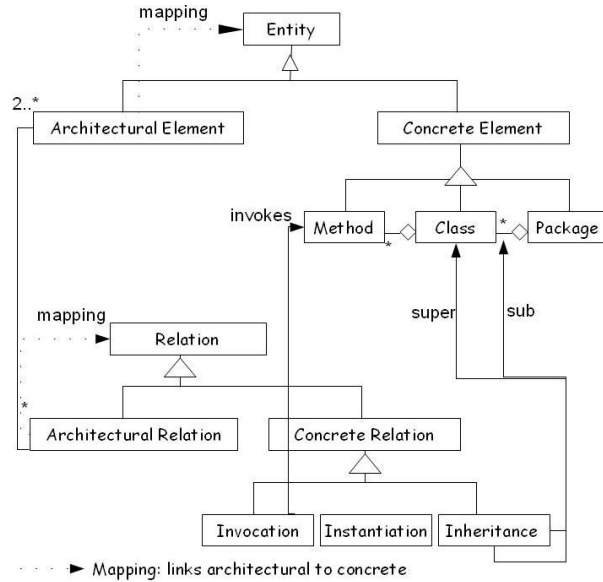 mapping
Entity
2..*
Architectural Element
Concrete Element
invokes
Method
*
Class
*
Package
super
sub
mapping
Relation
*
Architectural Relation
Concrete Relation
Invocation
Instantiation
Inheritance
Mapping: links architectural to concrete